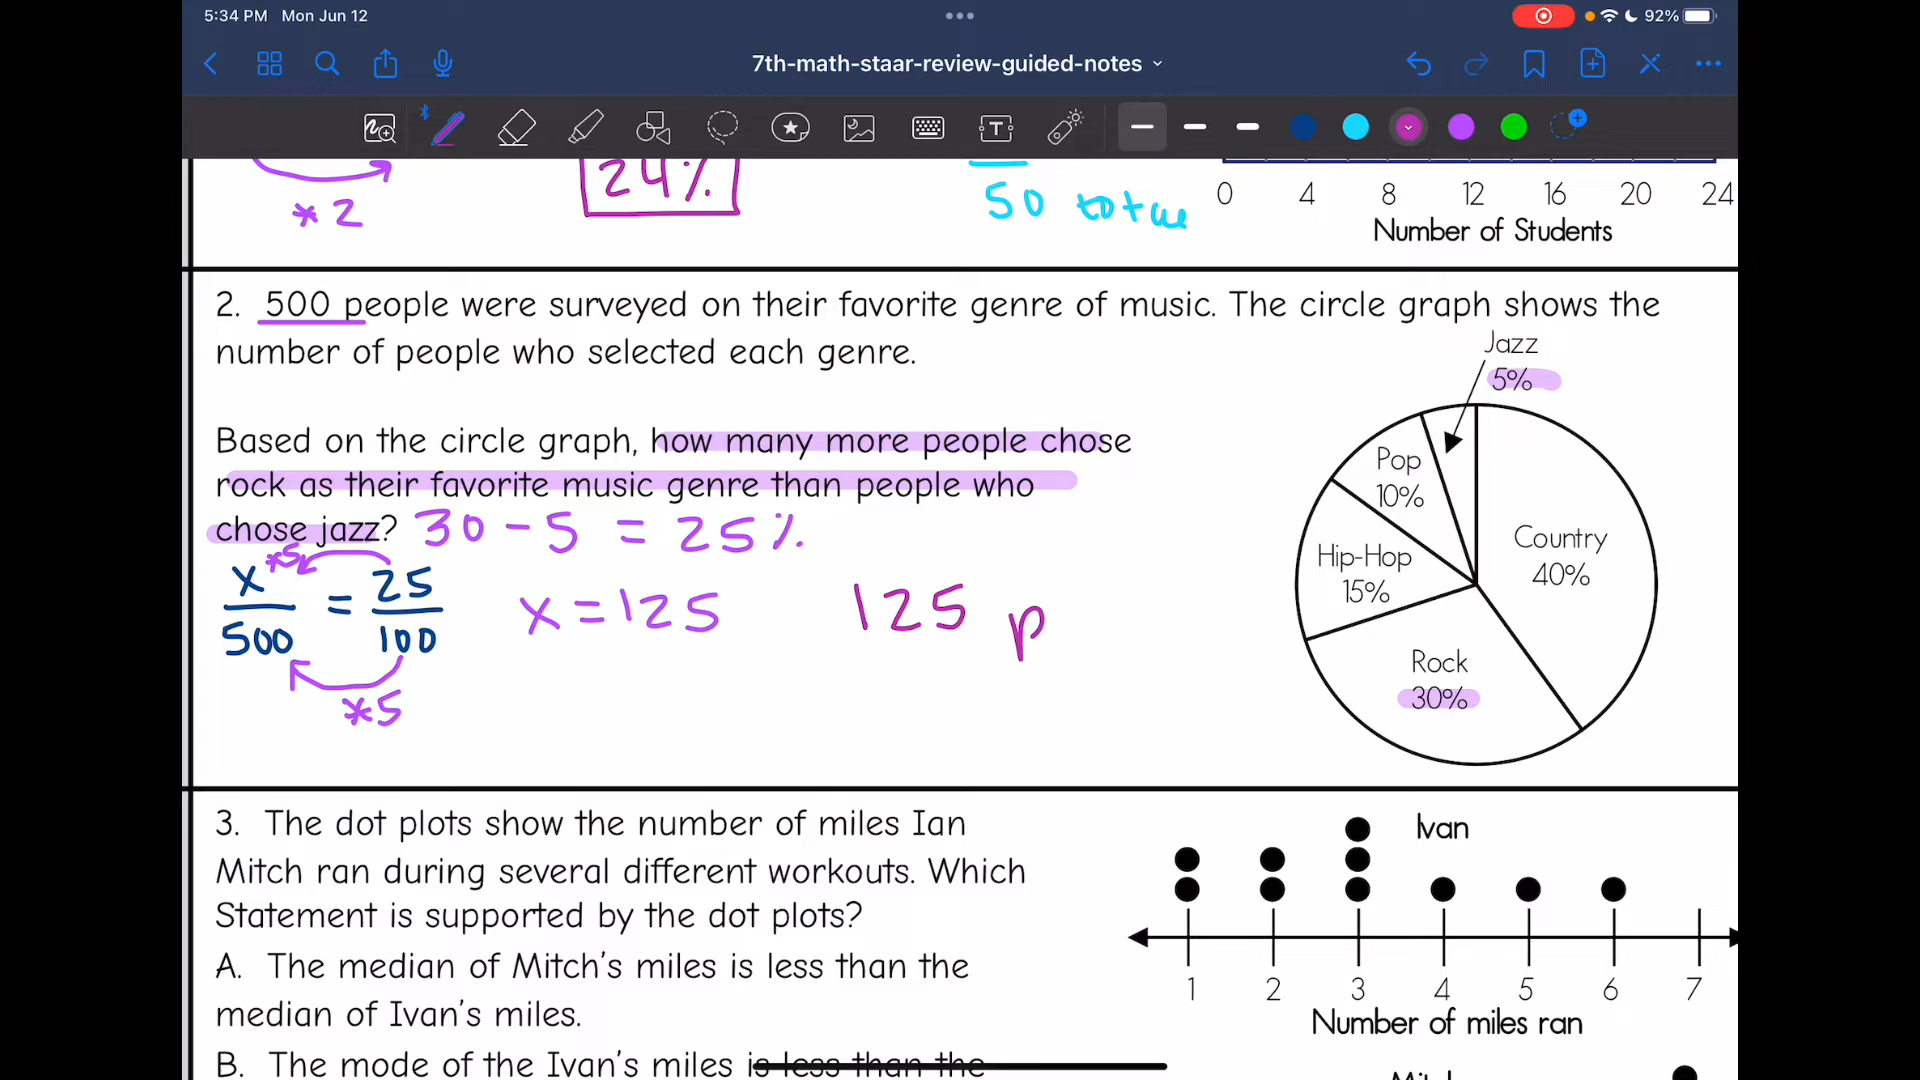 5:34 PM Mon Jun 12
92%
7th-math-staar-review-guided-notes
T
* 2
24%
50
0 4 8 12 16 20 24
Number of Students
2. 500 people were surveyed on their favorite genre of music. The circle graph shows the
number of people who selected each genre.
Jazz
5%
Based on the circle graph, how many more people chose
rock as their favorite music genre than people who
chose jazz? 30 - 5 = 25%
Pop
10%
Hip-Hop
15%
Country
40%
Rock
30%
*5
x/500 = 25/100
*5
x = 125
125 p
3. The dot plots show the number of miles Ian
Mitch ran during several different workouts. Which
Statement is supported by the dot plots?
A. The median of Mitch's miles is less than the
median of Ivan's miles.
B. The mode of the Ivan's miles is less than the
Ivan
1 2 3 4 5 6 7
Number of miles ran